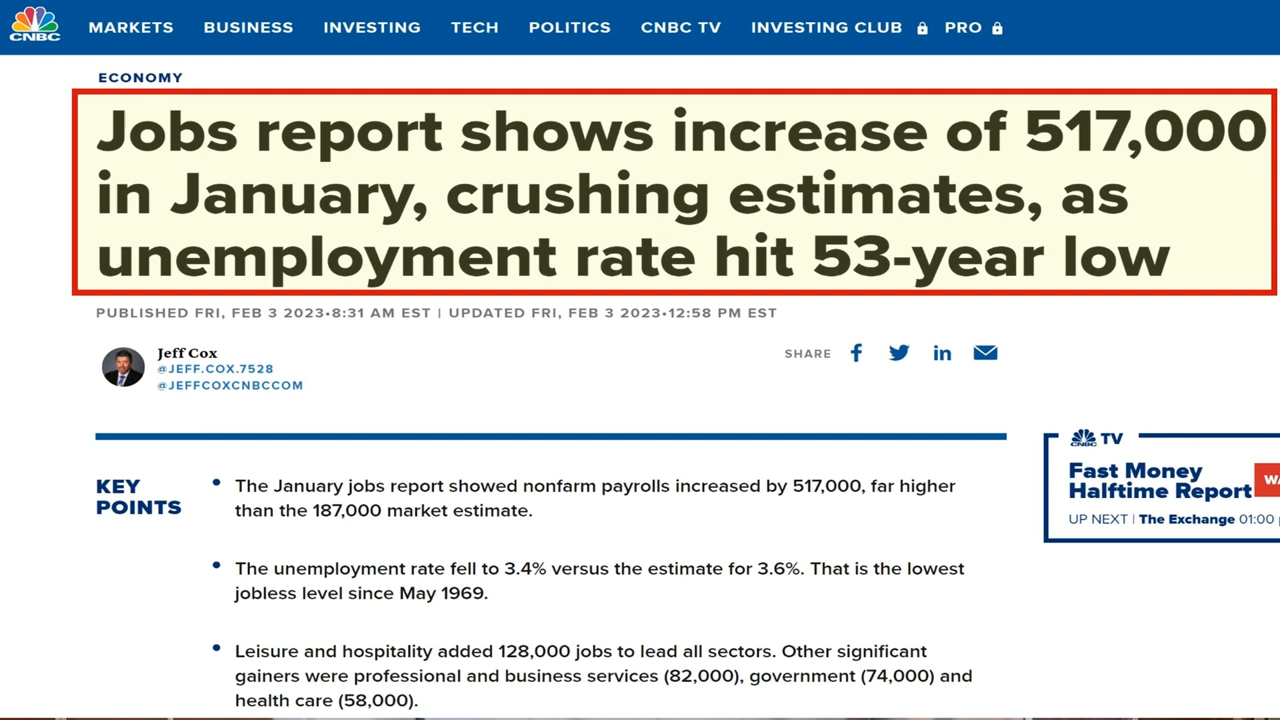 CNBC MARKETS BUSINESS INVESTING TECH POLITICS CNBC TV INVESTING CLUB PRO
ECONOMY
Jobs report shows increase of 517,000
in January, crushing estimates, as
unemployment rate hit 53-year low
PUBLISHED FRI, FEB 3 2023•8:31 AM EST | UPDATED FRI, FEB 3 2023•12:58 PM EST
Jeff Cox
@JEFF.COX.7528
@JEFFCOXCNBCCOM
SHARE
KEY
POINTS
The January jobs report showed nonfarm payrolls increased by 517,000, far higher
than the 187,000 market estimate.
The unemployment rate fell to 3.4% versus the estimate for 3.6%. That is the lowest
jobless level since May 1969.
Leisure and hospitality added 128,000 jobs to lead all sectors. Other significant
gainers were professional and business services (82,000), government (74,000) and
health care (58,000).
CNBC TV
Fast Money
Halftime Report
WA
UP NEXT | The Exchange 01:00